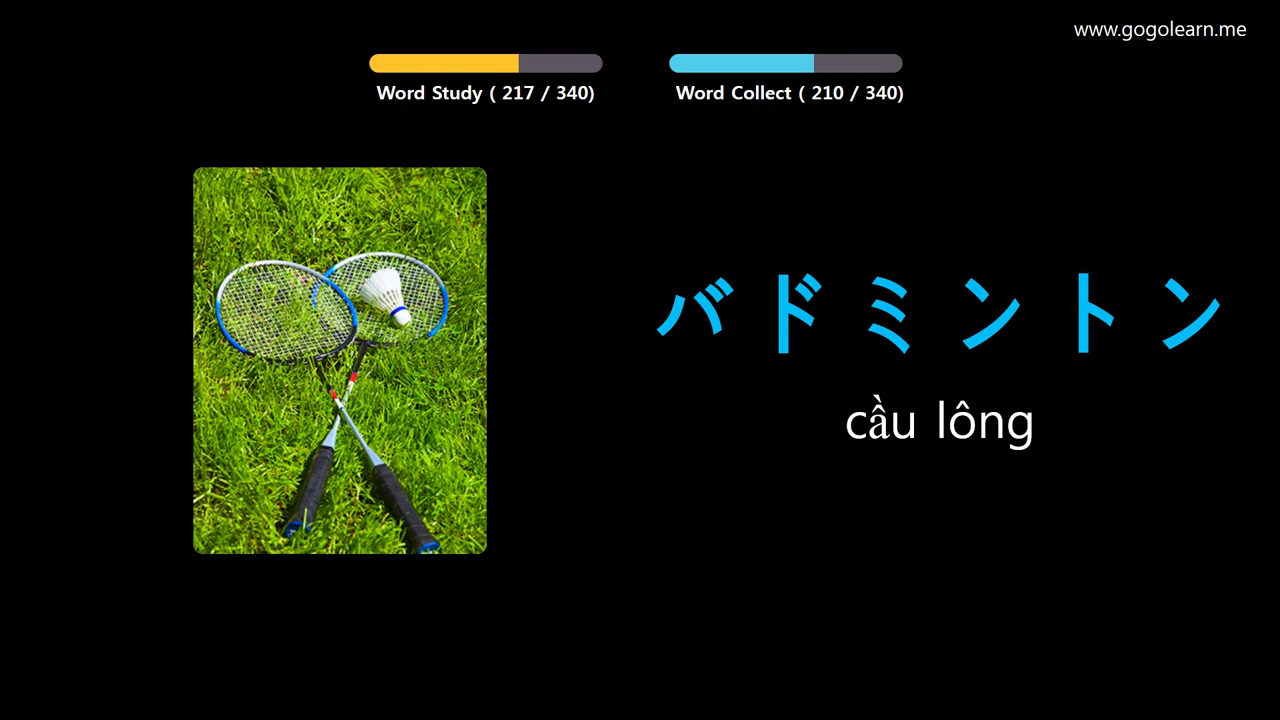 www.gogolearn.me
Word Study ( 217 / 340)
Word Collect ( 210 / 340)
バドミントン
cầu lông